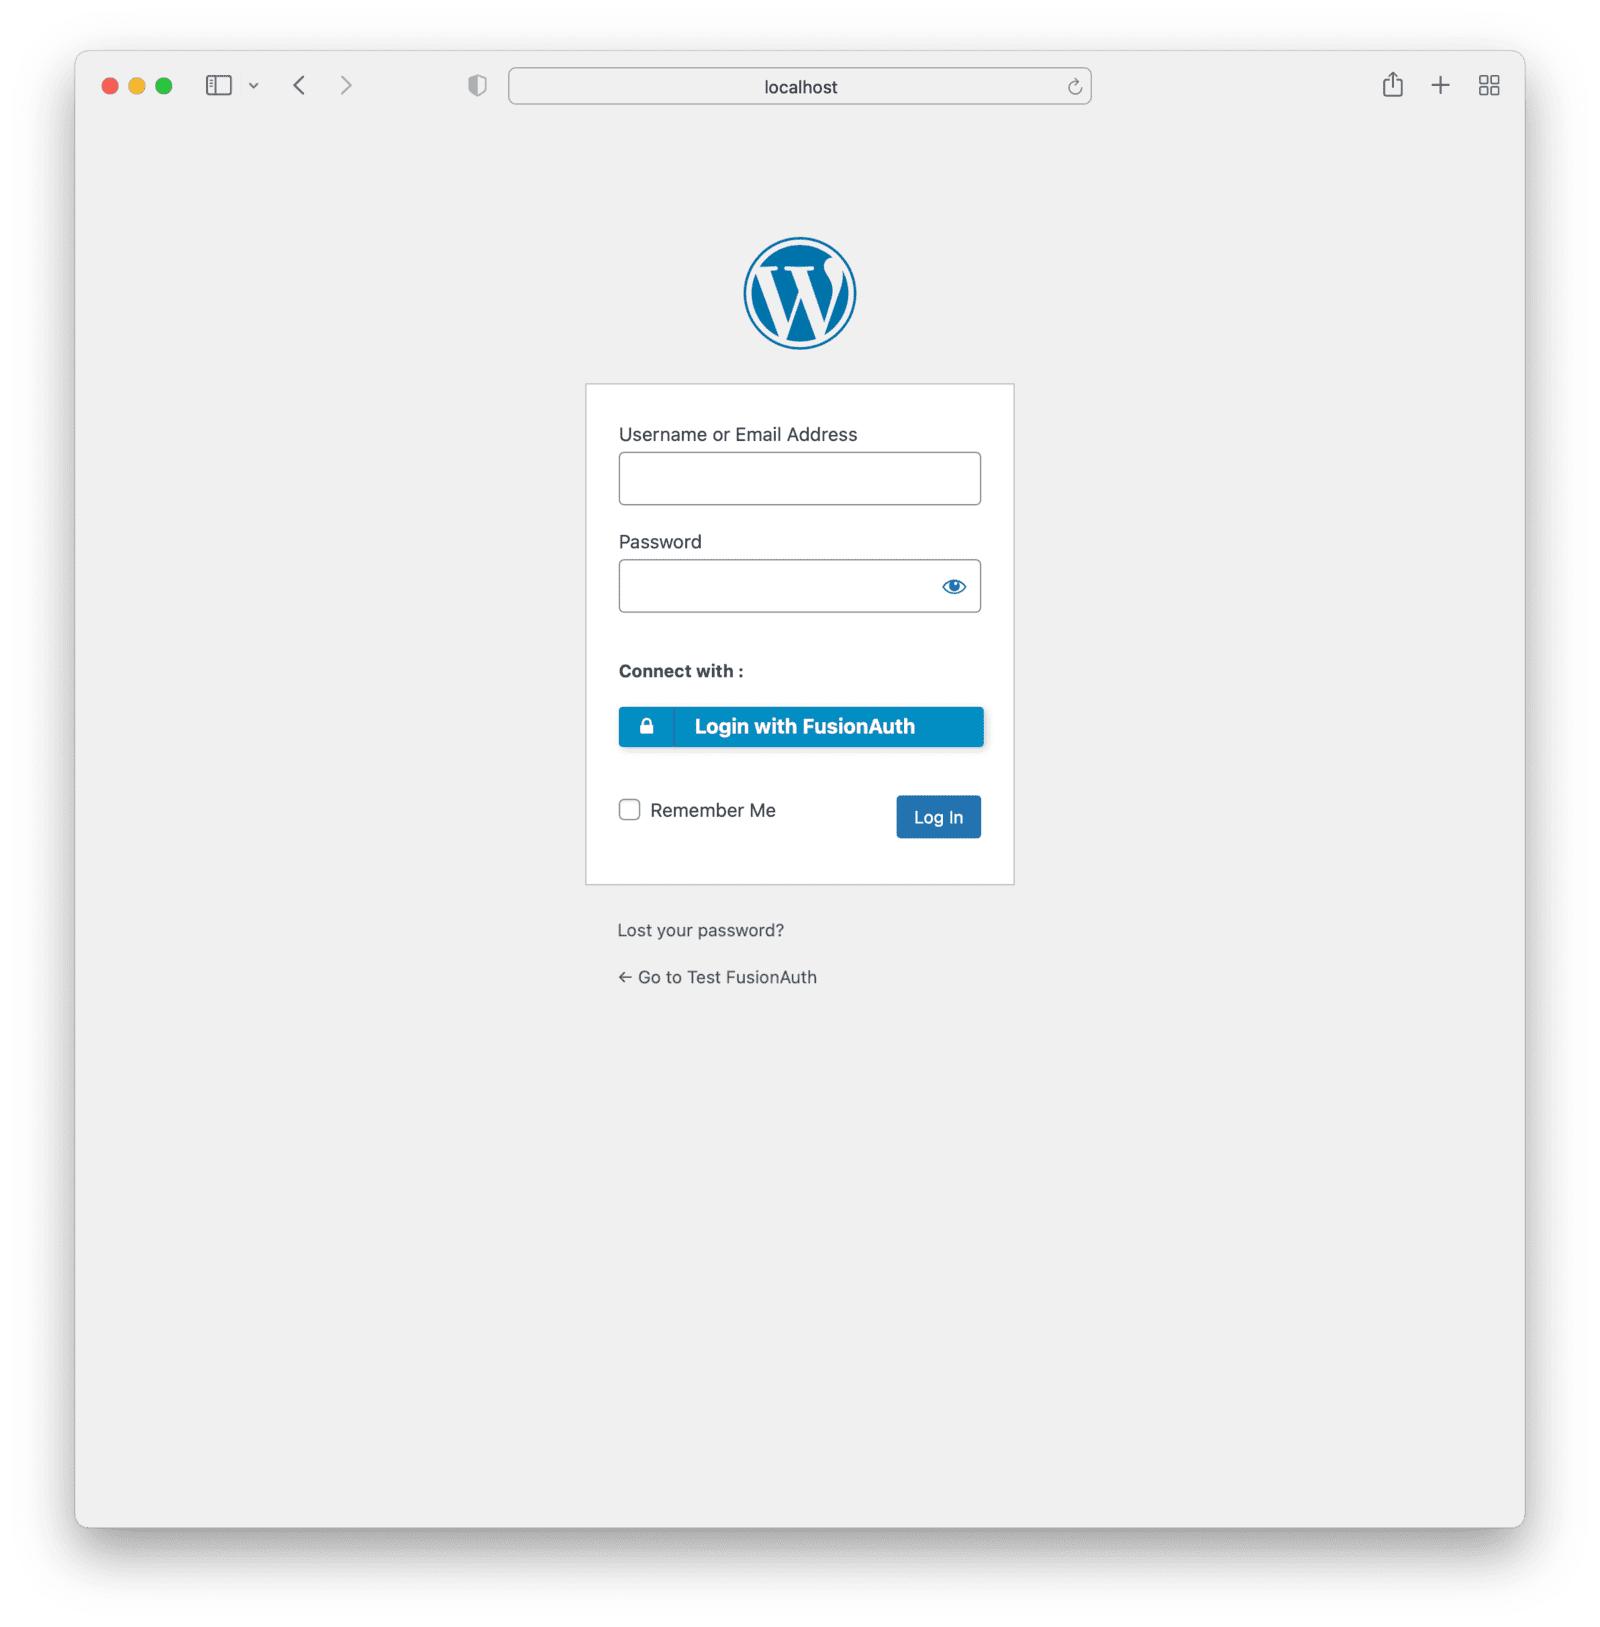 localhost
Username or Email Address
Password
Connect with :
Login with FusionAuth
Remember Me
Log In
Lost your password?
← Go to Test FusionAuth